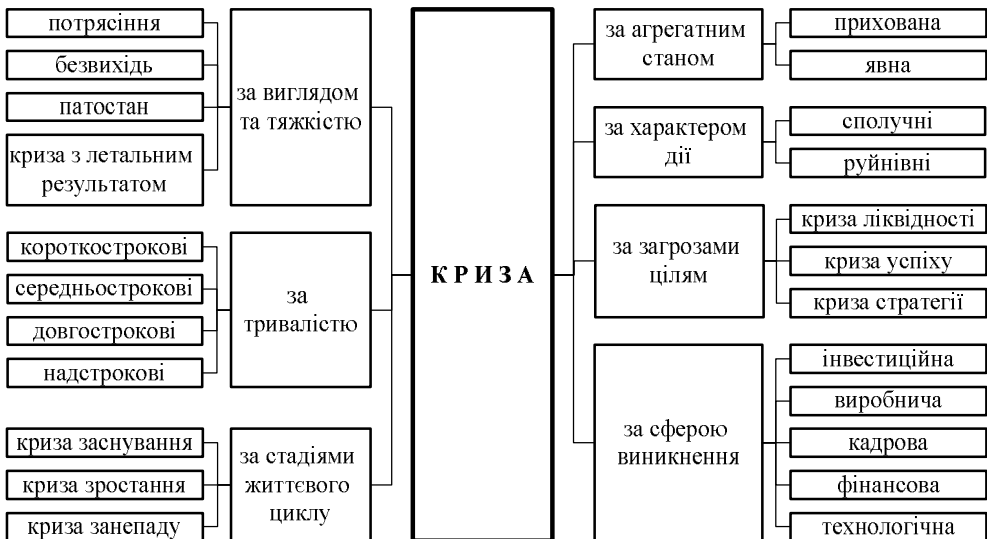 потрясіння
безвихідь
патостан
криза з летальним
результатом
за виглядом
та тяжкістю
короткострокові
середньострокові
довгострокові
надстрокові
за
тривалістю
криза заснування
криза зростання
криза занепаду
за стадіями
життєвого
циклу
К Р И З А
за агрегатним
станом
прихована
явна
за характером
дії
сполучні
руйнівні
за загрозами
цілям
криза ліквідності
криза успіху
криза стратегії
за сферою
виникнення
інвестиційна
виробнича
кадрова
фінансова
технологічна